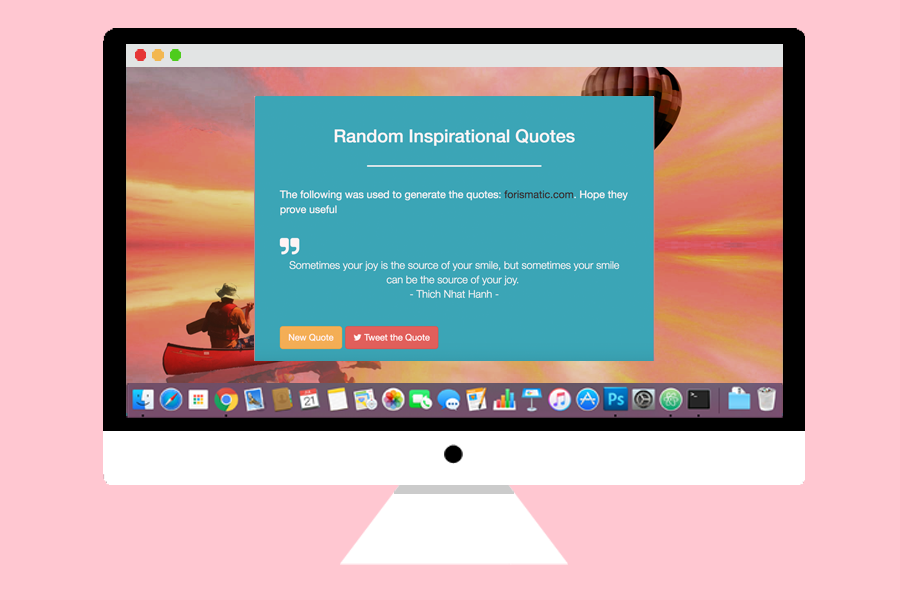 Random Inspirational Quotes
The following was used to generate the quotes: forismatic.com. Hope they
prove useful
Sometimes your joy is the source of your smile, but sometimes your smile
can be the source of your joy.
- Thich Nhat Hanh -
New Quote
Tweet the Quote
21
Ps